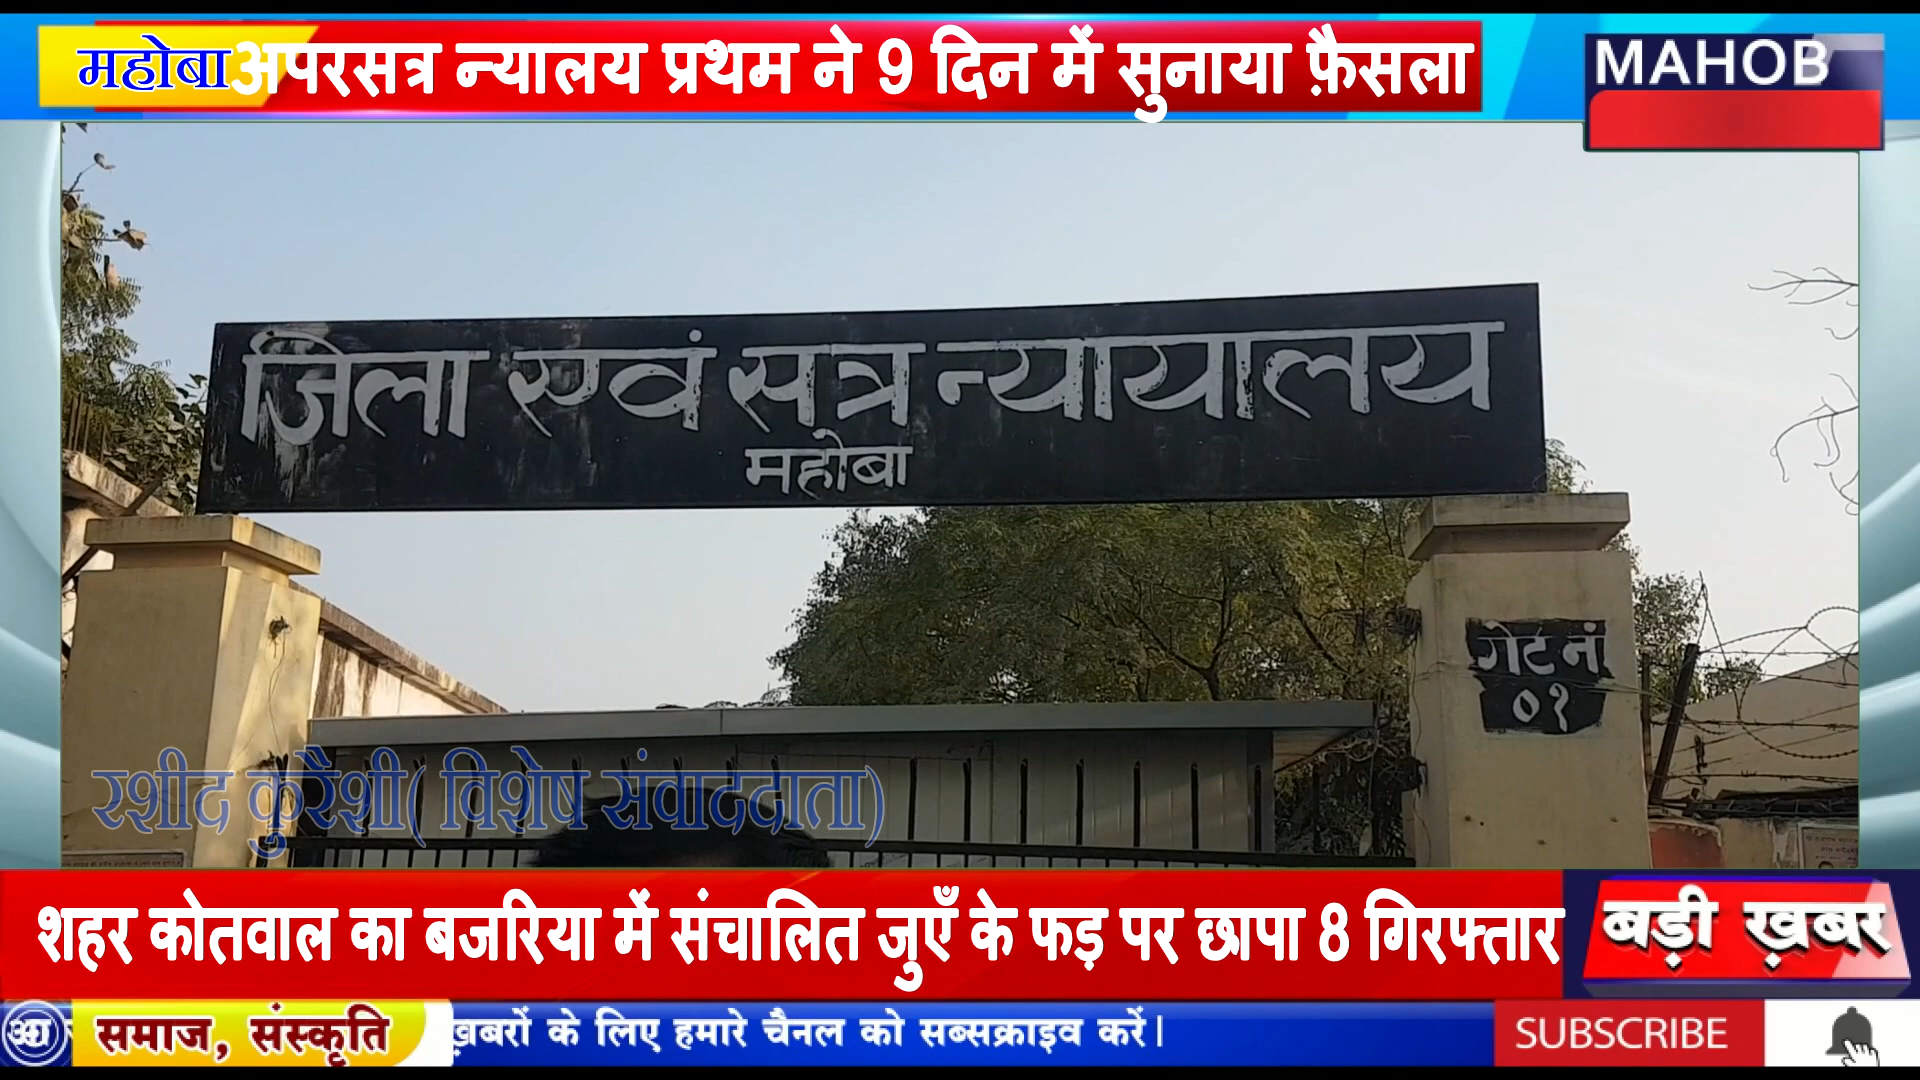 महोबा अपरसत्र न्यालय प्रथम ने 9 दिन में सुनाया फ़ैसला
MAHOB
जिला एवं सत्र न्यायालय
महोबा
गेट नं
०१
रशीद कुरैशी( विशेष संवाददाता)
शहर कोतवाल का बजरिया में संचालित जुएँ के फड़ पर छापा 8 गिरफ्तार
बड़ी ख़बर
समाज, संस्कृति ख़बरों के लिए हमारे चैनल को सब्सक्राइव करें।
SUBSCRIBE